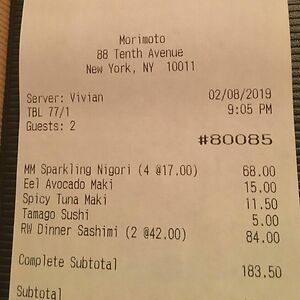 Morimoto
88 Tenth Avenue
New York, NY 10011
Server: Vivian 02/08/2019
TBL 77/1 9:05 PM
Guests: 2
#80085
MM Sparkling Nigori (4 @17.00) 68.00
Eel Avocado Maki 15.00
Spicy Tuna Maki 11.50
Tamago Sushi 5.00
RW Dinner Sashimi (2 @42.00) 84.00
Complete Subtotal 183.50
Subtotal